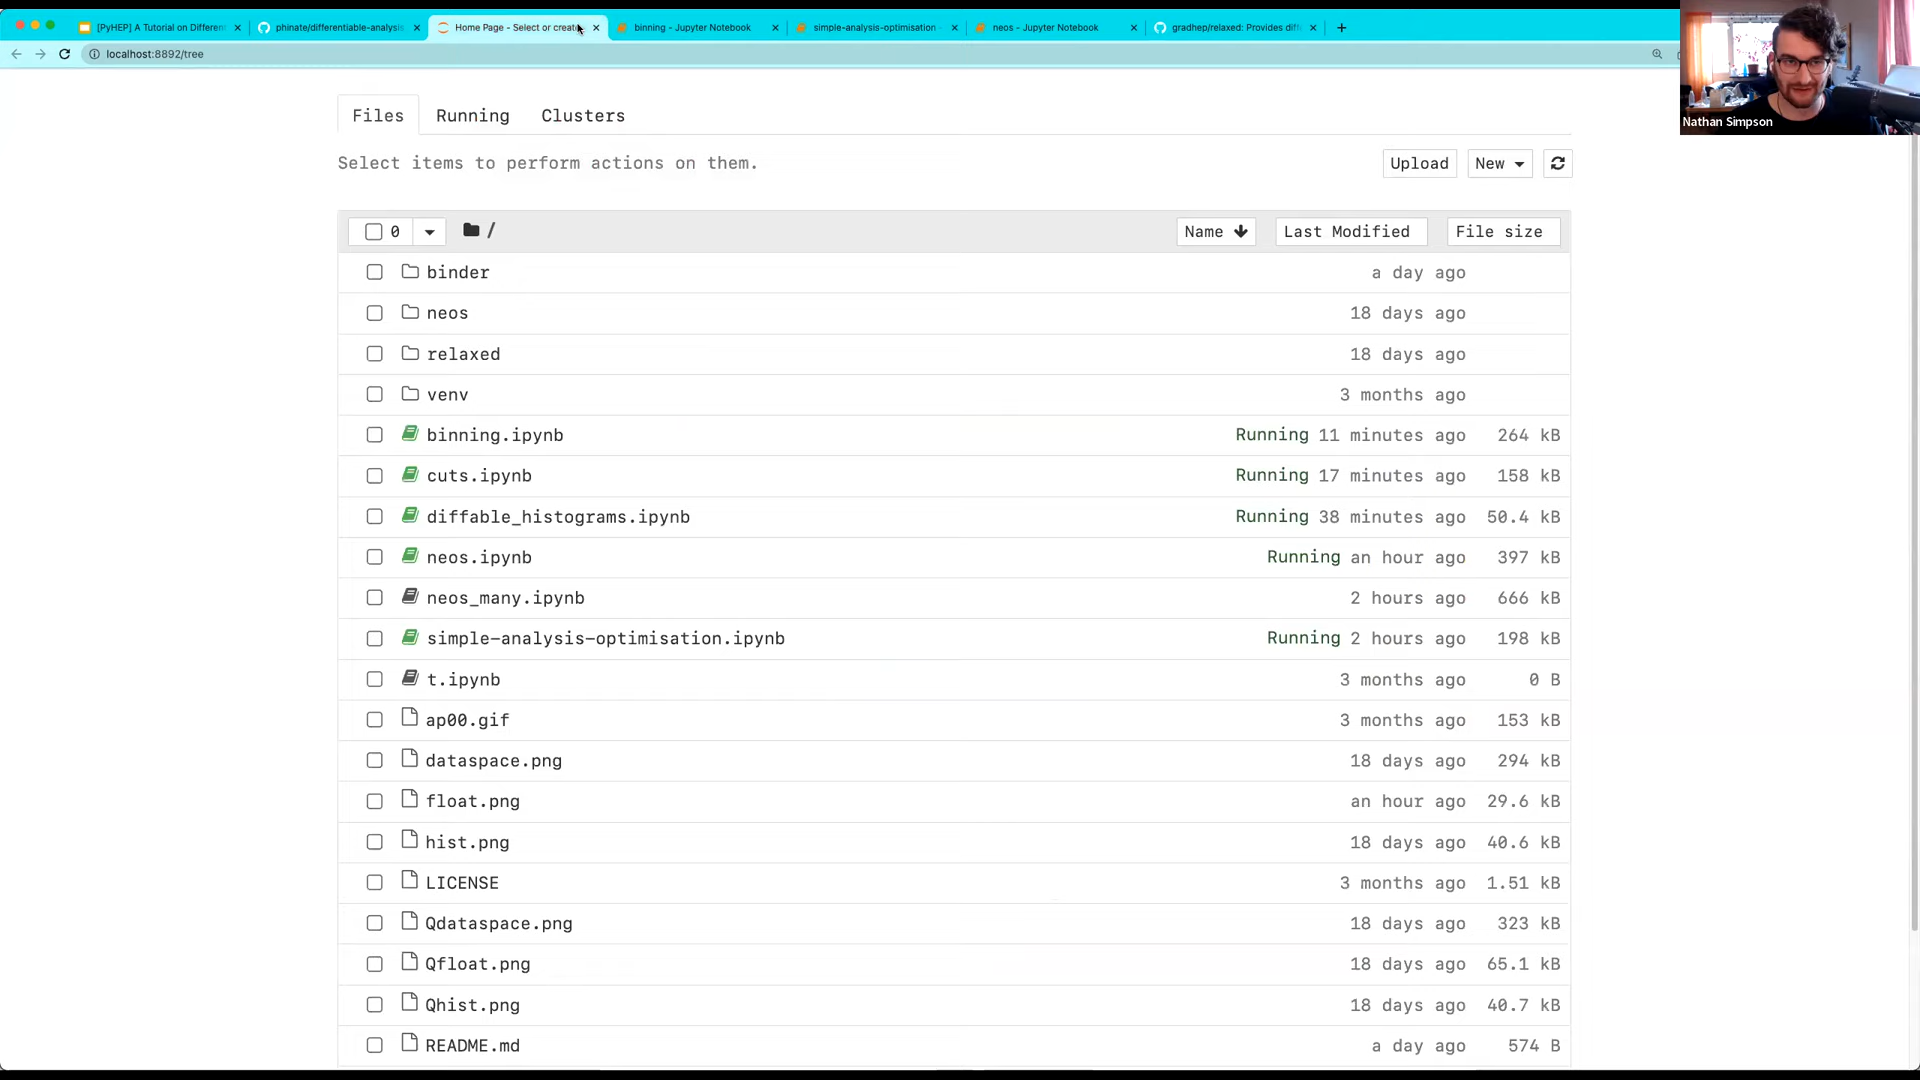 [PyHEP] A Tutorial on Different
phinate/differentiable-analysis
Home Page - Select or create
binning - Jupyter Notebook
simple-analysis-optimisation -
neos - Jupyter Notebook
gradhep/relaxed: Provides diff
localhost:8892/tree
Nathan Simpson
Files Running Clusters
Select items to perform actions on them.
Upload New
0 / Name Last Modified File size
binder a day ago
neos 18 days ago
relaxed 18 days ago
venv 3 months ago
binning.ipynb Running 11 minutes ago 264 kB
cuts.ipynb Running 17 minutes ago 158 kB
diffable_histograms.ipynb Running 38 minutes ago 50.4 kB
neos.ipynb Running an hour ago 397 kB
neos_many.ipynb 2 hours ago 666 kB
simple-analysis-optimisation.ipynb Running 2 hours ago 198 kB
t.ipynb 3 months ago 0 B
ap00.gif 3 months ago 153 kB
dataspace.png 18 days ago 294 kB
float.png an hour ago 29.6 kB
hist.png 18 days ago 40.6 kB
LICENSE 3 months ago 1.51 kB
Qdataspace.png 18 days ago 323 kB
Qfloat.png 18 days ago 65.1 kB
Qhist.png 18 days ago 40.7 kB
README.md a day ago 574 B